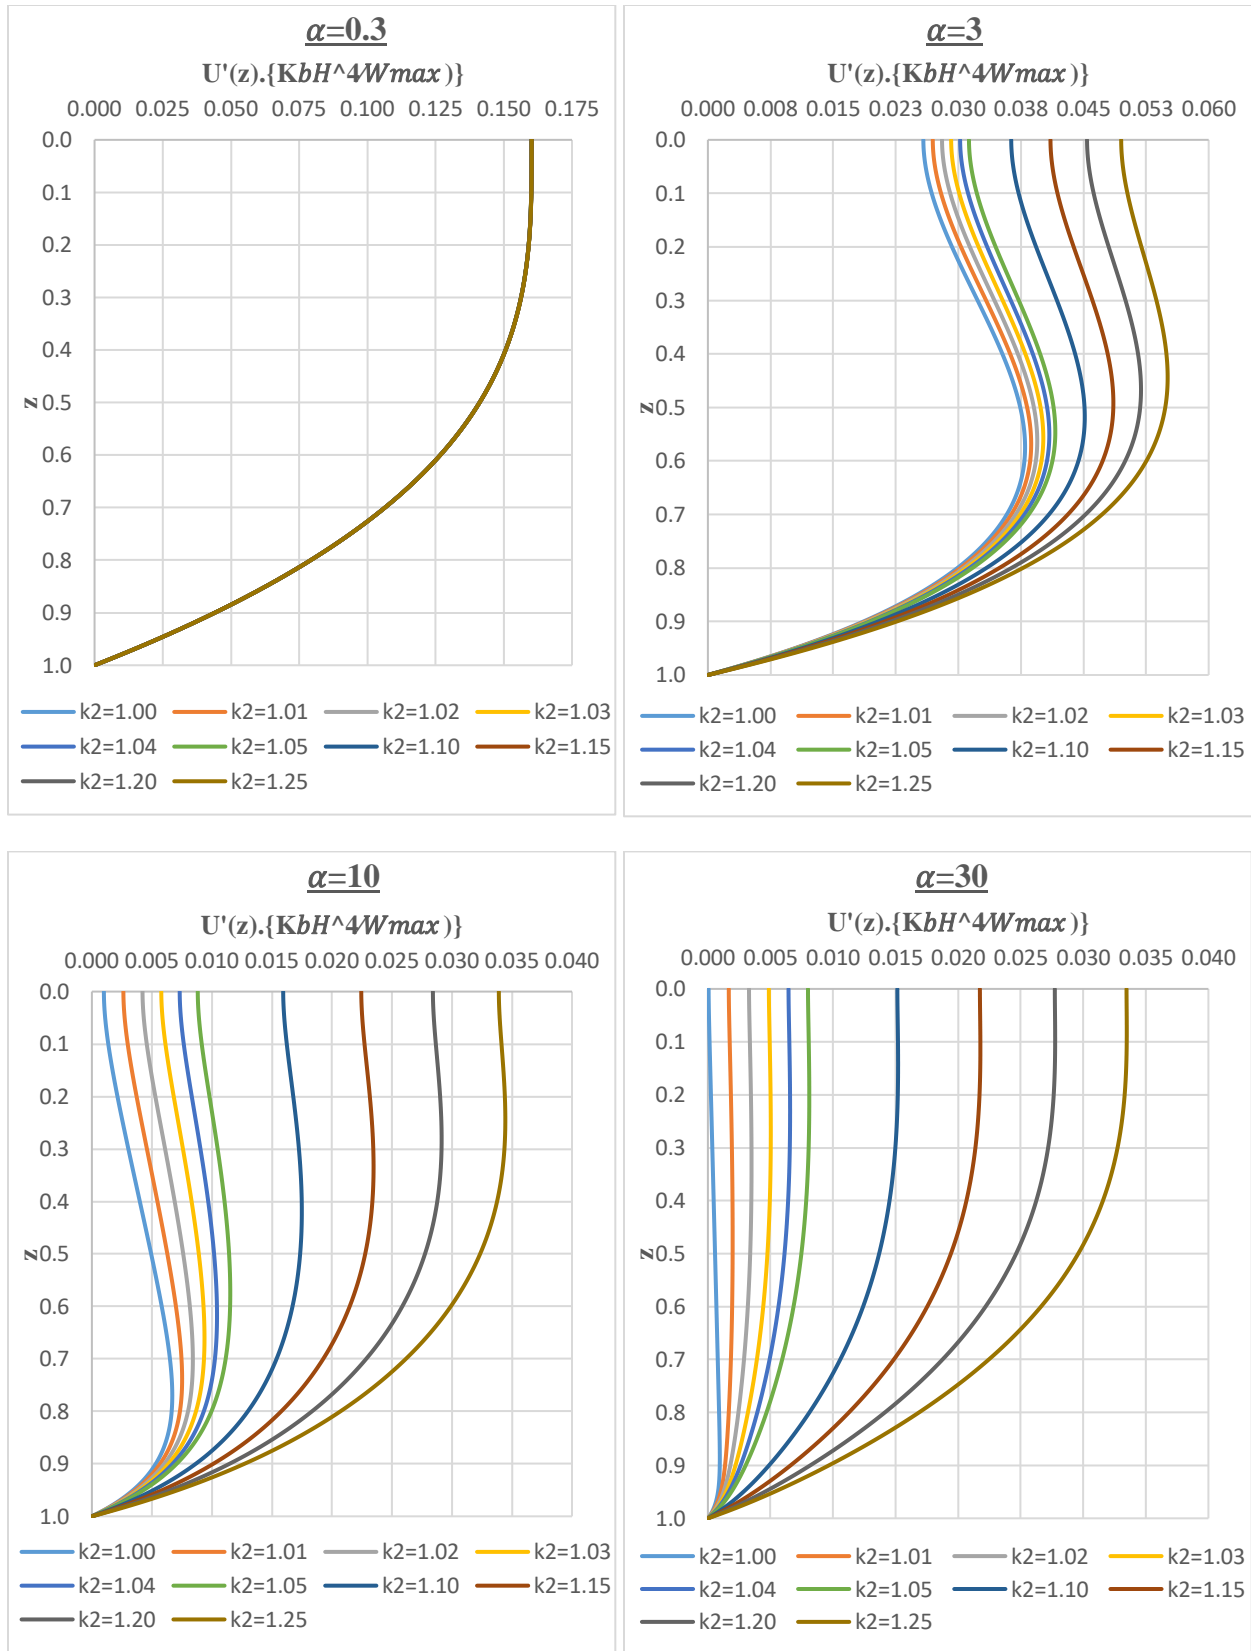 α=0.3
U'(z).{KbH^4/Wmax)}
0.000 0.025 0.050 0.075 0.100 0.125 0.150 0.175
0.0
0.1
0.2
0.3
0.4
z 0.5
0.6
0.7
0.8
0.9
1.0
k2=1.00 k2=1.01 k2=1.02 k2=1.03
k2=1.04 k2=1.05 k2=1.10 k2=1.15
k2=1.20 k2=1.25
α=3
U'(z).{KbH^4/Wmax)}
0.000 0.008 0.015 0.023 0.030 0.038 0.045 0.053 0.060
0.0
0.1
0.2
0.3
0.4
z 0.5
0.6
0.7
0.8
0.9
1.0
k2=1.00 k2=1.01 k2=1.02 k2=1.03
k2=1.04 k2=1.05 k2=1.10 k2=1.15
k2=1.20 k2=1.25
α=10
U'(z).{KbH^4/Wmax)}
0.000 0.005 0.010 0.015 0.020 0.025 0.030 0.035 0.040
0.0
0.1
0.2
0.3
0.4
z 0.5
0.6
0.7
0.8
0.9
1.0
k2=1.00 k2=1.01 k2=1.02 k2=1.03
k2=1.04 k2=1.05 k2=1.10 k2=1.15
k2=1.20 k2=1.25
α=30
U'(z).{KbH^4/Wmax)}
0.000 0.005 0.010 0.015 0.020 0.025 0.030 0.035 0.040
0.0
0.1
0.2
0.3
0.4
z 0.5
0.6
0.7
0.8
0.9
1.0
k2=1.00 k2=1.01 k2=1.02 k2=1.03
k2=1.04 k2=1.05 k2=1.10 k2=1.15
k2=1.20 k2=1.25